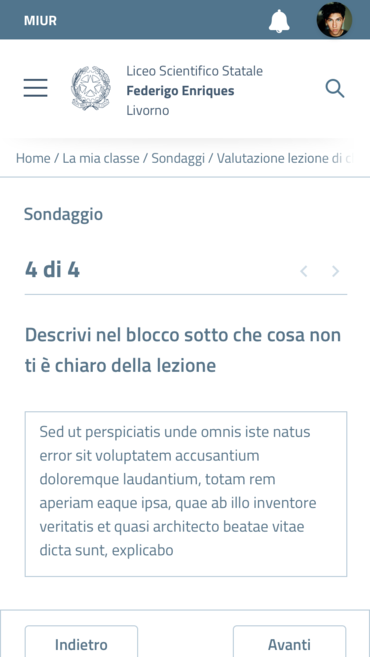 MIUR
Liceo Scientifico Statale
Federigo Enriques
Livorno
Home / La mia classe / Sondaggi / Valutazione lezione di
Sondaggio
4 di 4
Descrivi nel blocco sotto che cosa non
ti è chiaro della lezione
Sed ut perspiciatis unde omnis iste natus
error sit voluptatem accusantium
doloremque laudantium, totam rem
aperiam eaque ipsa, quae ab illo inventore
veritatis et quasi architecto beatae vitae
dicta sunt, explicabo
Indietro
Avanti